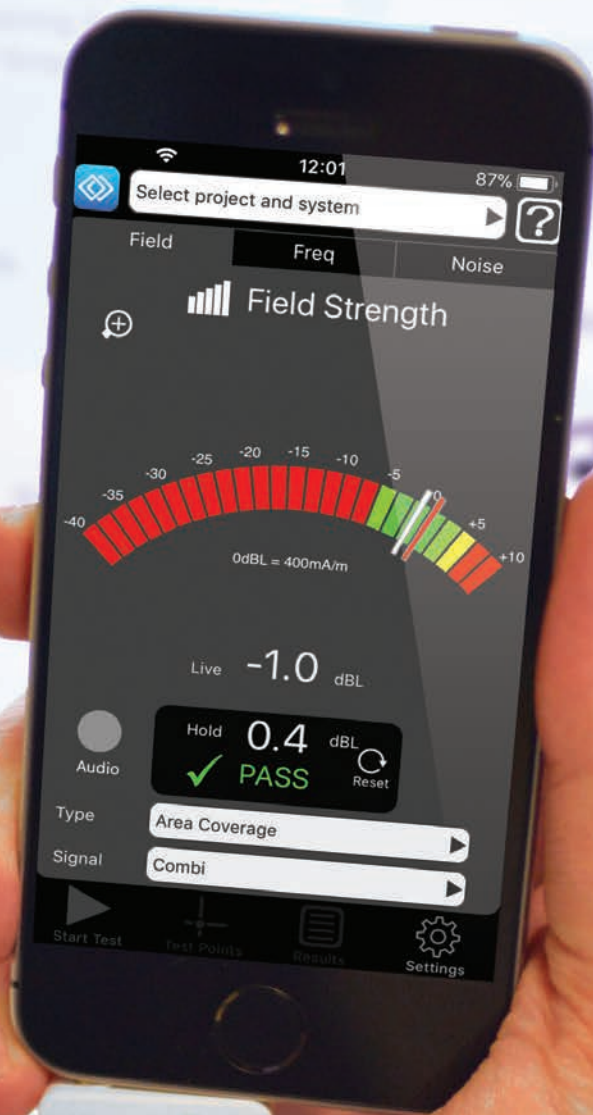 12:01
87%
Select project and system
?
Field Freq Noise
Field Strength
-40 -35 -30 -25 -20 -15 -10 -5 0 +5 +10
0dBL = 400mA/m
Live -1.0 dBL
Hold 0.4 dBL
PASS
Reset
Audio
Type Area Coverage
Signal Combi
Start Test Test Points Results Settings